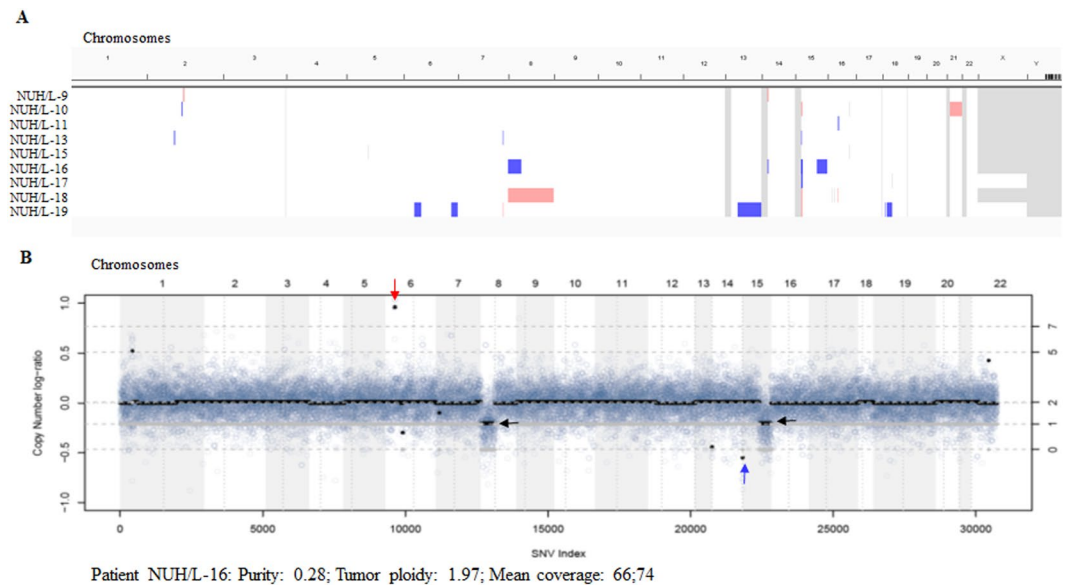 A
Chromosomes
1 2 3 4 5 6 7 8 9 10 11 12 13 14 15 16 17 18 19 20 21 22 X Y
NUH/L-9
NUH/L-10
NUH/L-11
NUH/L-13
NUH/L-15
NUH/L-16
NUH/L-17
NUH/L-18
NUH/L-19
B
Chromosomes
1 2 3 4 5 6 7 8 9 10 11 12 13 14 15 16 18 19 20 22
1.0 7
0.5 5
0.0 2
1
-0.5 0
-1.0
Copy Number log-ratio
0 5000 10000 15000 20000 25000 30000
SNV Index
Patient NUH/L-16: Purity: 0.28; Tumor ploidy: 1.97; Mean coverage: 66;74